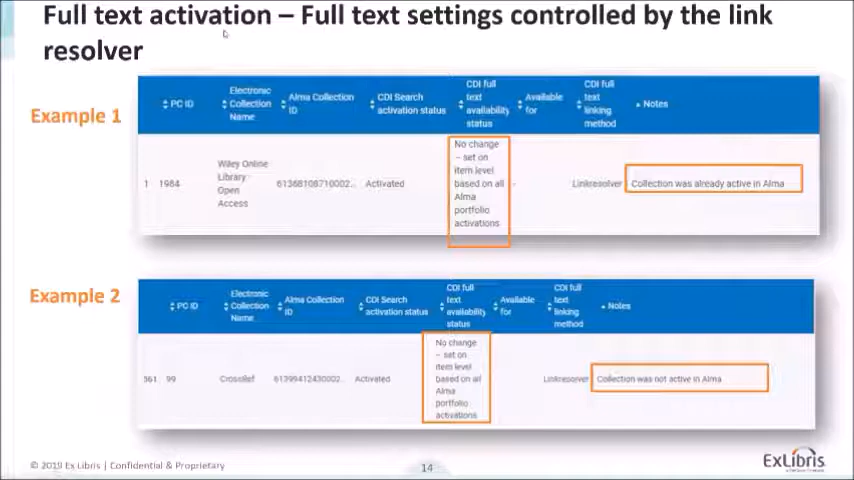 Full text activation – Full text settings controlled by the link
resolver
Example 1
PC ID
Electronic
Collection
Name
Alma Collection
ID
CDI Search
activation status
CDI full
text
availability
status
Available
for
CDI full
text
linking
method
Notes
1
1984
Wiley Online
Library -
Open
Access
Activated
No change
– set on
item level
based on all
Alma
portfolio
activations
-
Linkresolver
Collection was already active in Alma
Example 2
PC ID
Electronic
Collection
Name
Alma Collection
ID
CDI Search
activation status
CDI full
text
availability
status
Available
for
CDI full
text
linking
method
Notes
99
CrossRef
Activated
No change
– set on
item level
based on all
Alma
portfolio
activations
Linkresolver
Collection was not active in Alma
© 2019 Ex Libris | Confidential & Proprietary
14
ExLibris